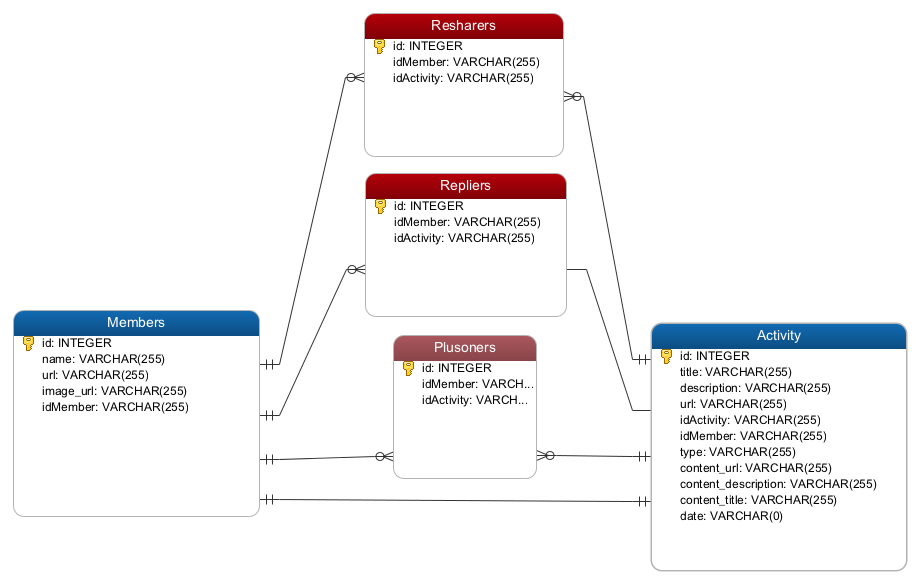 Resharers
id: INTEGER
idMember: VARCHAR(255)
idActivity: VARCHAR(255)
Repliers
id: INTEGER
idMember: VARCHAR(255)
idActivity: VARCHAR(255)
Members
id: INTEGER
name: VARCHAR(255)
url: VARCHAR(255)
image_url: VARCHAR(255)
idMember: VARCHAR(255)
Plusoners
id: INTEGER
idMember: VARCH...
idActivity: VARCH...
Activity
id: INTEGER
title: VARCHAR(255)
description: VARCHAR(255)
url: VARCHAR(255)
idActivity: VARCHAR(255)
idMember: VARCHAR(255)
type: VARCHAR(255)
content_url: VARCHAR(255)
content_description: VARCHAR(255)
content_title: VARCHAR(255)
date: VARCHAR(0)